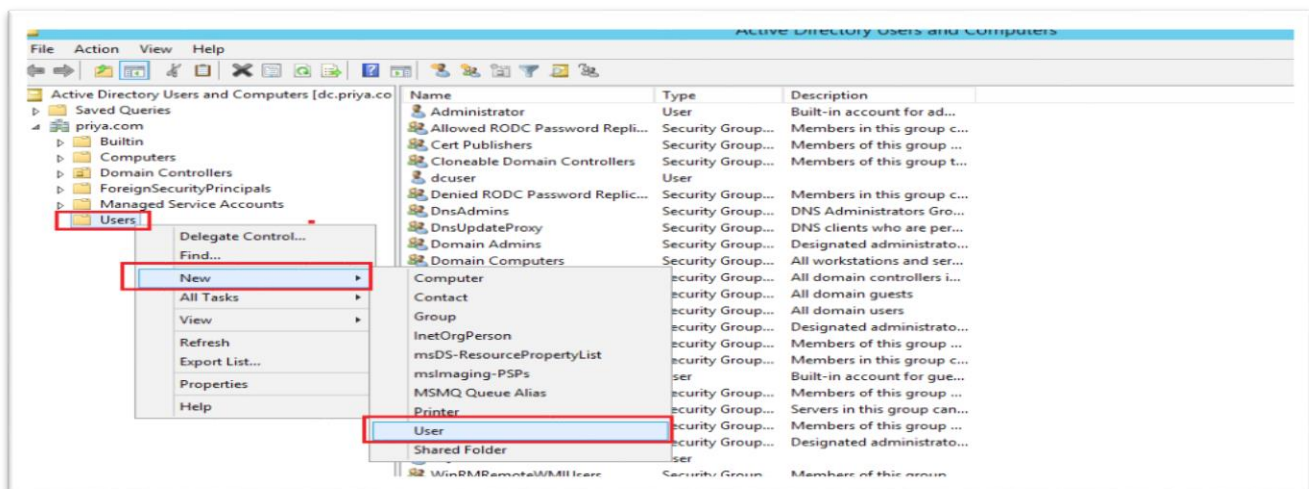 Active Directory Users and Computers
File Action View Help
Active Directory Users and Computers [dc.priya.co
Saved Queries
priya.com
Builtin
Computers
Domain Controllers
ForeignSecurityPrincipals
Managed Service Accounts
Users
Delegate Control...
Find...
New
All Tasks
View
Refresh
Export List...
Properties
Help
Computer
Contact
Group
InetOrgPerson
msDS-ResourcePropertyList
msImaging-PSPs
MSMQ Queue Alias
Printer
User
Shared Folder
Name Type Description
Administrator User Built-in account for ad...
Allowed RODC Password Repli... Security Group... Members in this group c...
Cert Publishers Security Group... Members of this group ...
Cloneable Domain Controllers Security Group... Members of this group t...
dcuser User
Denied RODC Password Replic... Security Group... Members in this group c...
DnsAdmins Security Group... DNS Administrators Gro...
DnsUpdateProxy Security Group... DNS clients who are per...
Domain Admins Security Group... Designated administrato...
Domain Computers Security Group... All workstations and ser...
ecurity Group... All domain controllers i...
ecurity Group... All domain guests
ecurity Group... All domain users
ecurity Group... Designated administrato...
ecurity Group... Members of this group ...
ecurity Group... Members in this group c...
ser Built-in account for gue...
ecurity Group... Members of this group ...
ecurity Group... Servers in this group can...
ecurity Group... Members of this group ...
ecurity Group... Designated administrato...
ser
WinRMRemoteWMIUsers Security Group Members of this group